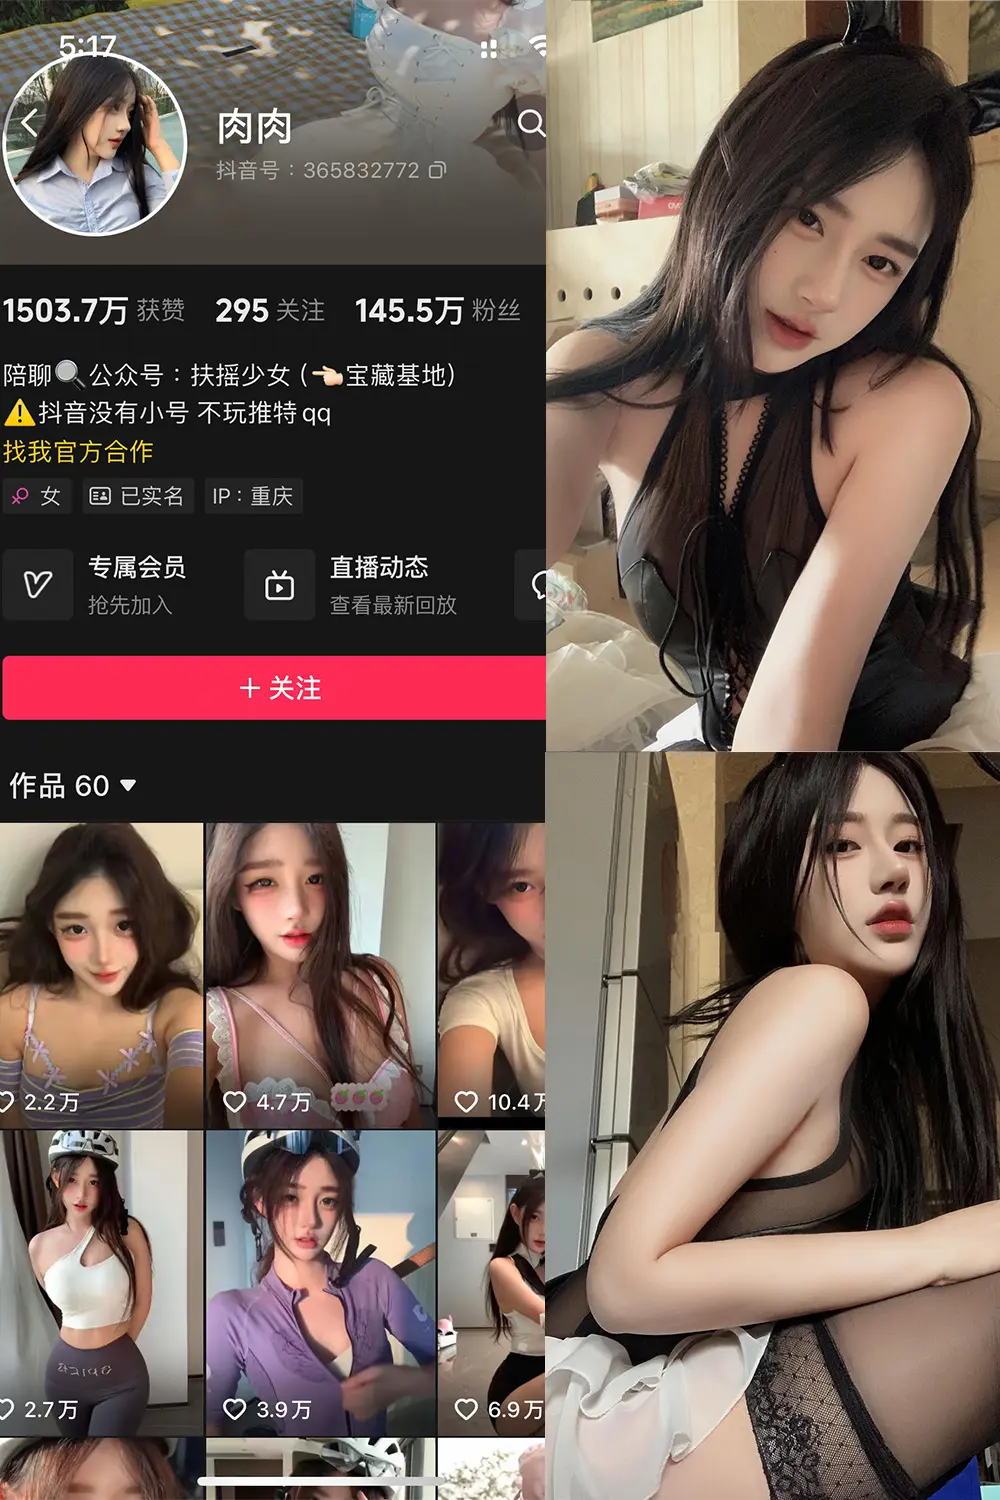 5:17
肉肉
抖音号：365832772
1503.7万 获赞 295 关注 145.5万 粉丝
陪聊🔍公众号：扶摇少女(👈🏻宝藏基地)
⚠️抖音没有小号 不玩推特qq
找我官方合作
女 已实名 IP：重庆
专属会员 直播动态
抢先加入 查看最新回放
+ 关注
作品 60
2.2万 4.7万 10.4万
2.7万 3.9万 6.9万